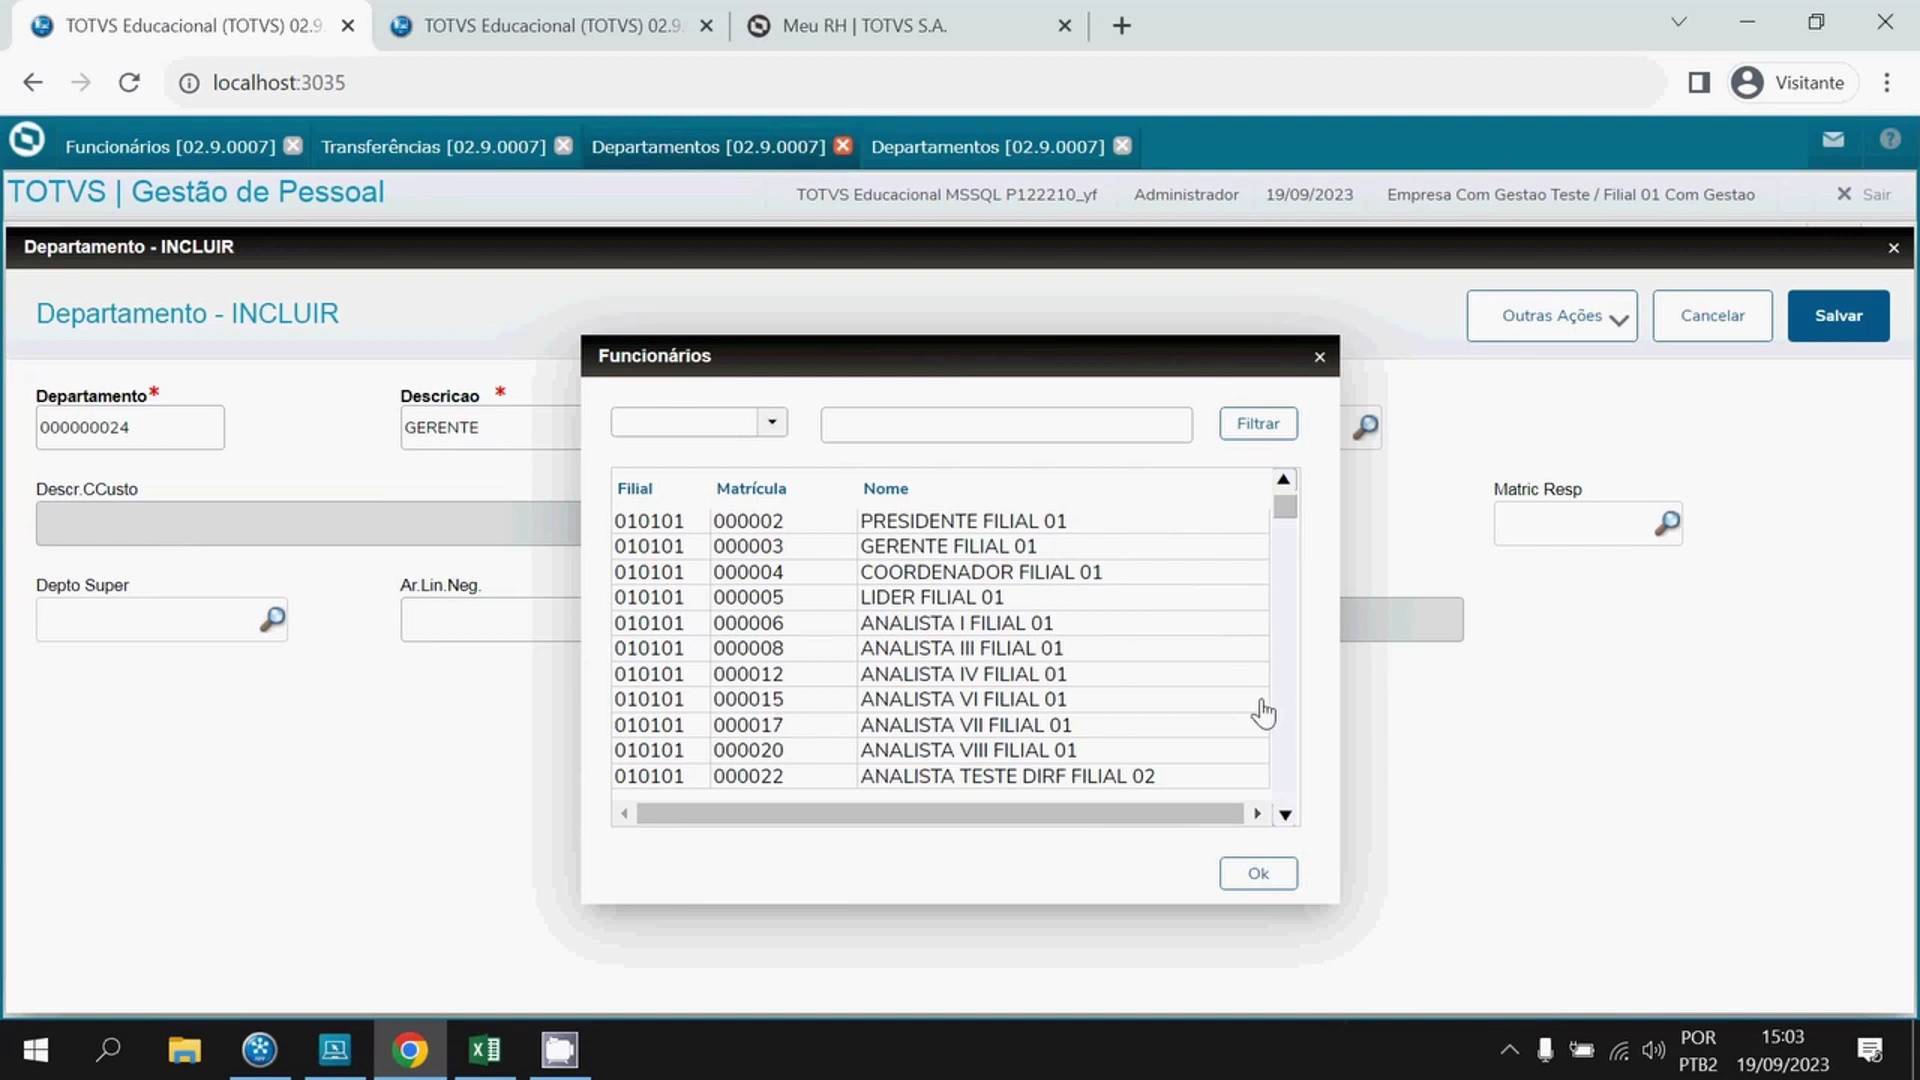 TOTVS Educacional (TOTVS) 02.9
TOTVS Educacional (TOTVS) 02.9.
Meu RH | TOTVS S.A.
localhost:3035
Visitante
Funcionários [02.9.0007]
Transferências [02.9.0007]
Departamentos [02.9.0007]
Departamentos [02.9.0007]
TOTVS | Gestão de Pessoal
TOTVS Educacional MSSQL P122210_yf
Administrador
19/09/2023
Empresa Com Gestao Teste / Filial 01 Com Gestao
Sair
Departamento - INCLUIR
Departamento - INCLUIR
Outras Ações
Cancelar
Salvar
Funcionários
Departamento*
Descricao *
000000024
GERENTE
Filtrar
Descr.CCusto
Matric Resp
Depto Super
Ar.Lin.Neg.
Filial Matrícula Nome
010101 000002 PRESIDENTE FILIAL 01
010101 000003 GERENTE FILIAL 01
010101 000004 COORDENADOR FILIAL 01
010101 000005 LIDER FILIAL 01
010101 000006 ANALISTA I FILIAL 01
010101 000008 ANALISTA III FILIAL 01
010101 000012 ANALISTA IV FILIAL 01
010101 000015 ANALISTA VI FILIAL 01
010101 000017 ANALISTA VII FILIAL 01
010101 000020 ANALISTA VIII FILIAL 01
010101 000022 ANALISTA TESTE DIRF FILIAL 02
Ok
POR
PTB2
15:03
19/09/2023